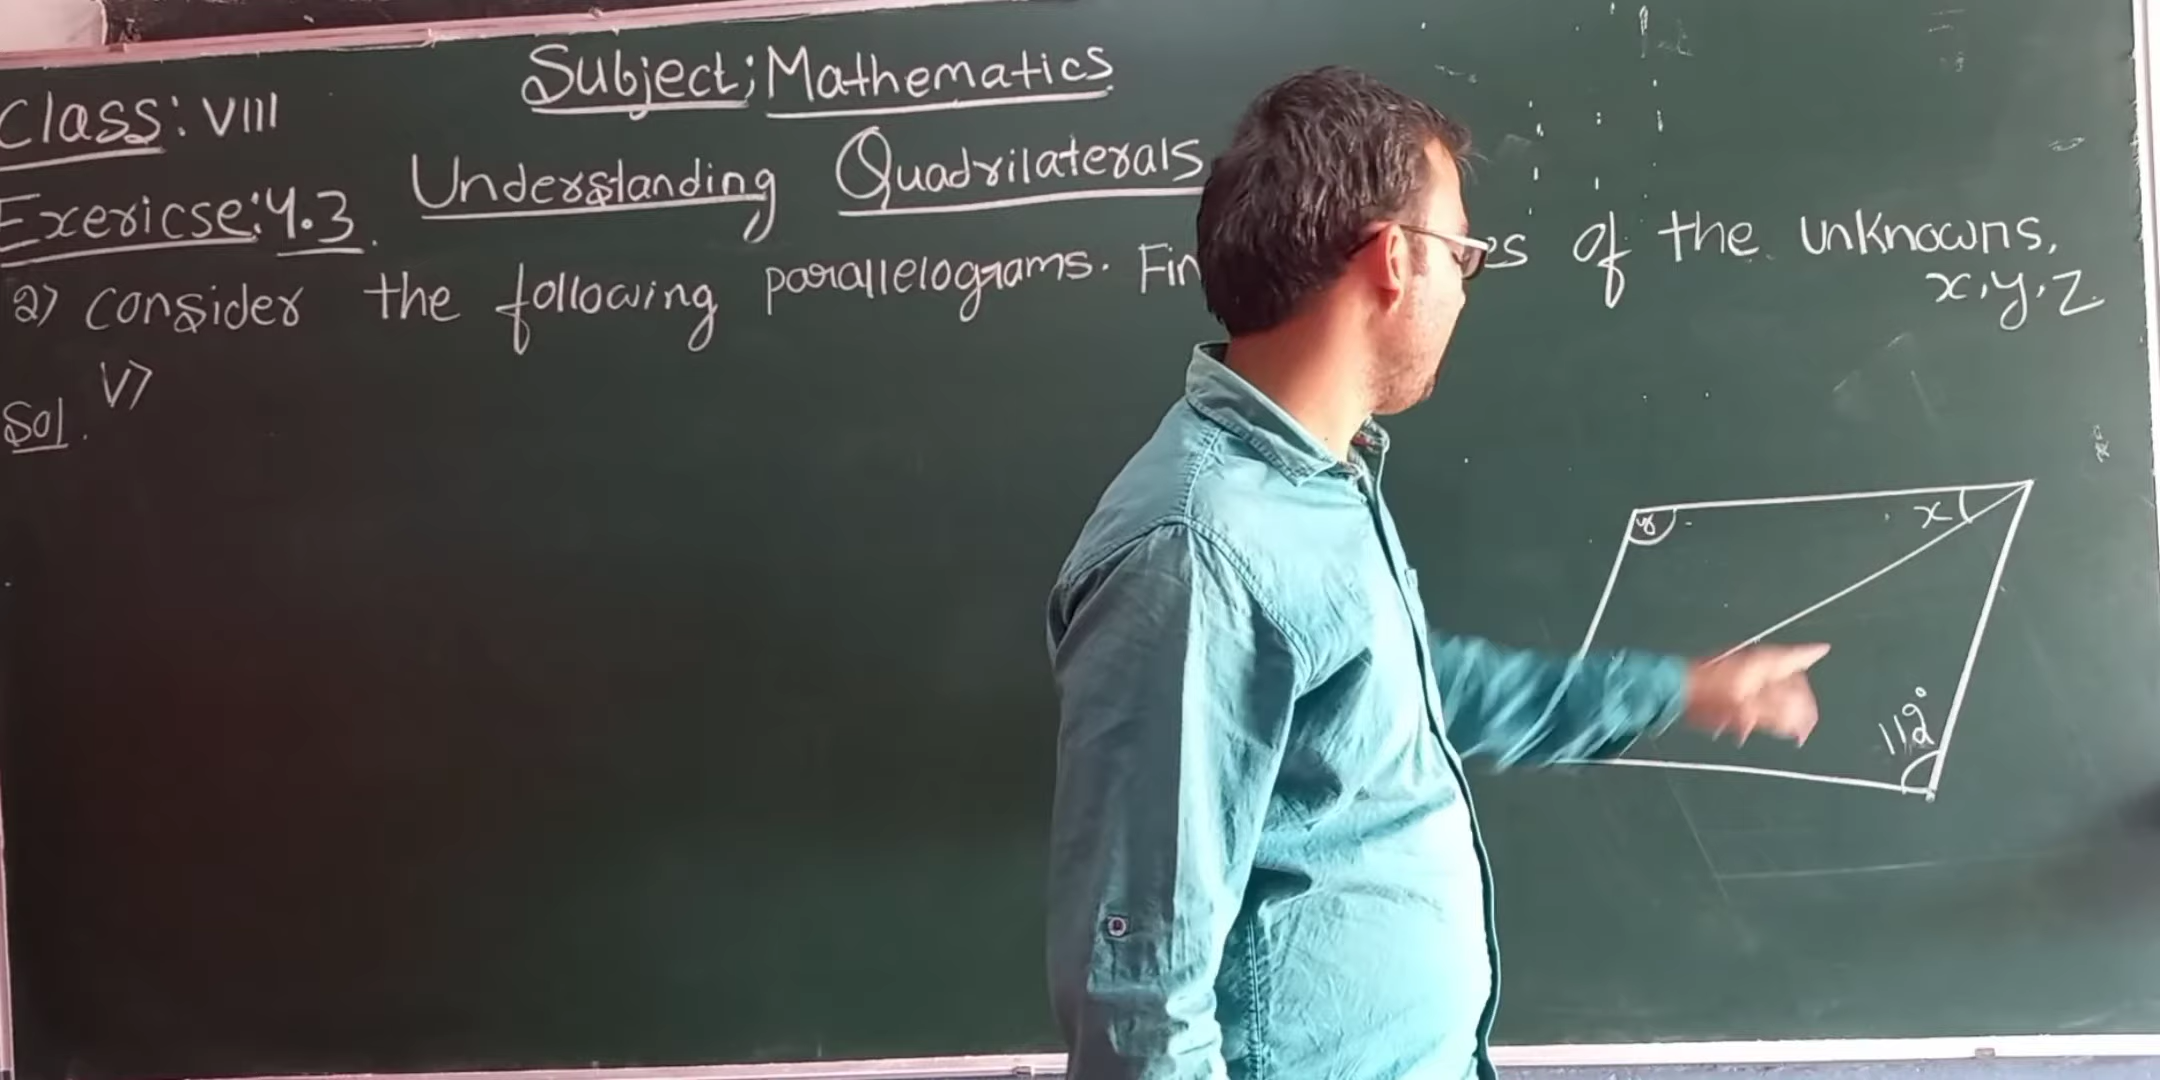 Subject; Mathematics
Class: VIII
Understanding Quadrilaterals
Exericse: 4.3.
2) consider the following parallelograms. Fin es of the unknowns,
x, y, z.
V)
Sol.
y
x
112°